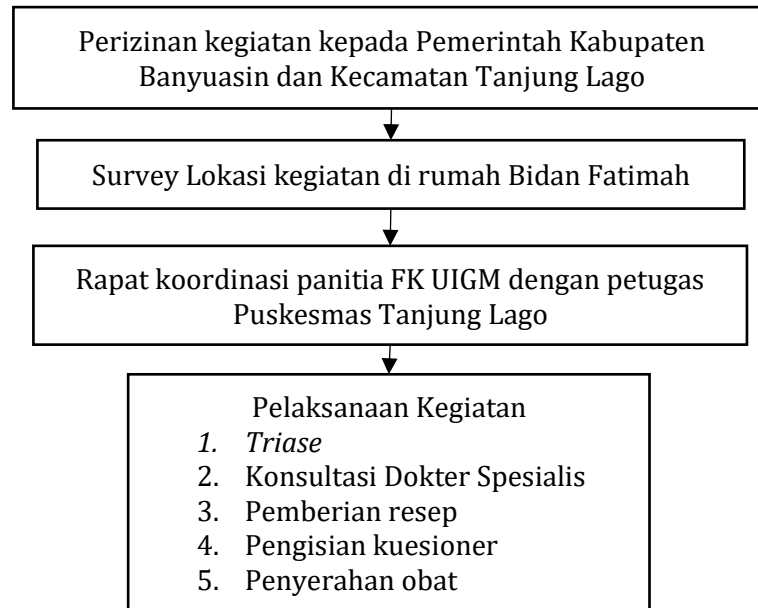 Perizinan kegiatan kepada Pemerintah Kabupaten
Banyuasin dan Kecamatan Tanjung Lago
Survey Lokasi kegiatan di rumah Bidan Fatimah
Rapat koordinasi panitia FK UIGM dengan petugas
Puskesmas Tanjung Lago
Pelaksanaan Kegiatan
1. Triase
2. Konsultasi Dokter Spesialis
3. Pemberian resep
4. Pengisian kuesioner
5. Penyerahan obat